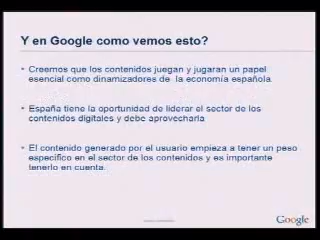 Y en Google como vemos esto?
• Creemos que los contenidos juegan y jugaran un papel
esencial como dinamizadores de la economía española
• España tiene la oportunidad de liderar el sector de los
contenidos digitales y debe aprovecharla
• El contenido generado por el usuario empieza a tener un peso
específico en el sector de los contenidos y es importante
tenerlo en cuenta.
Google